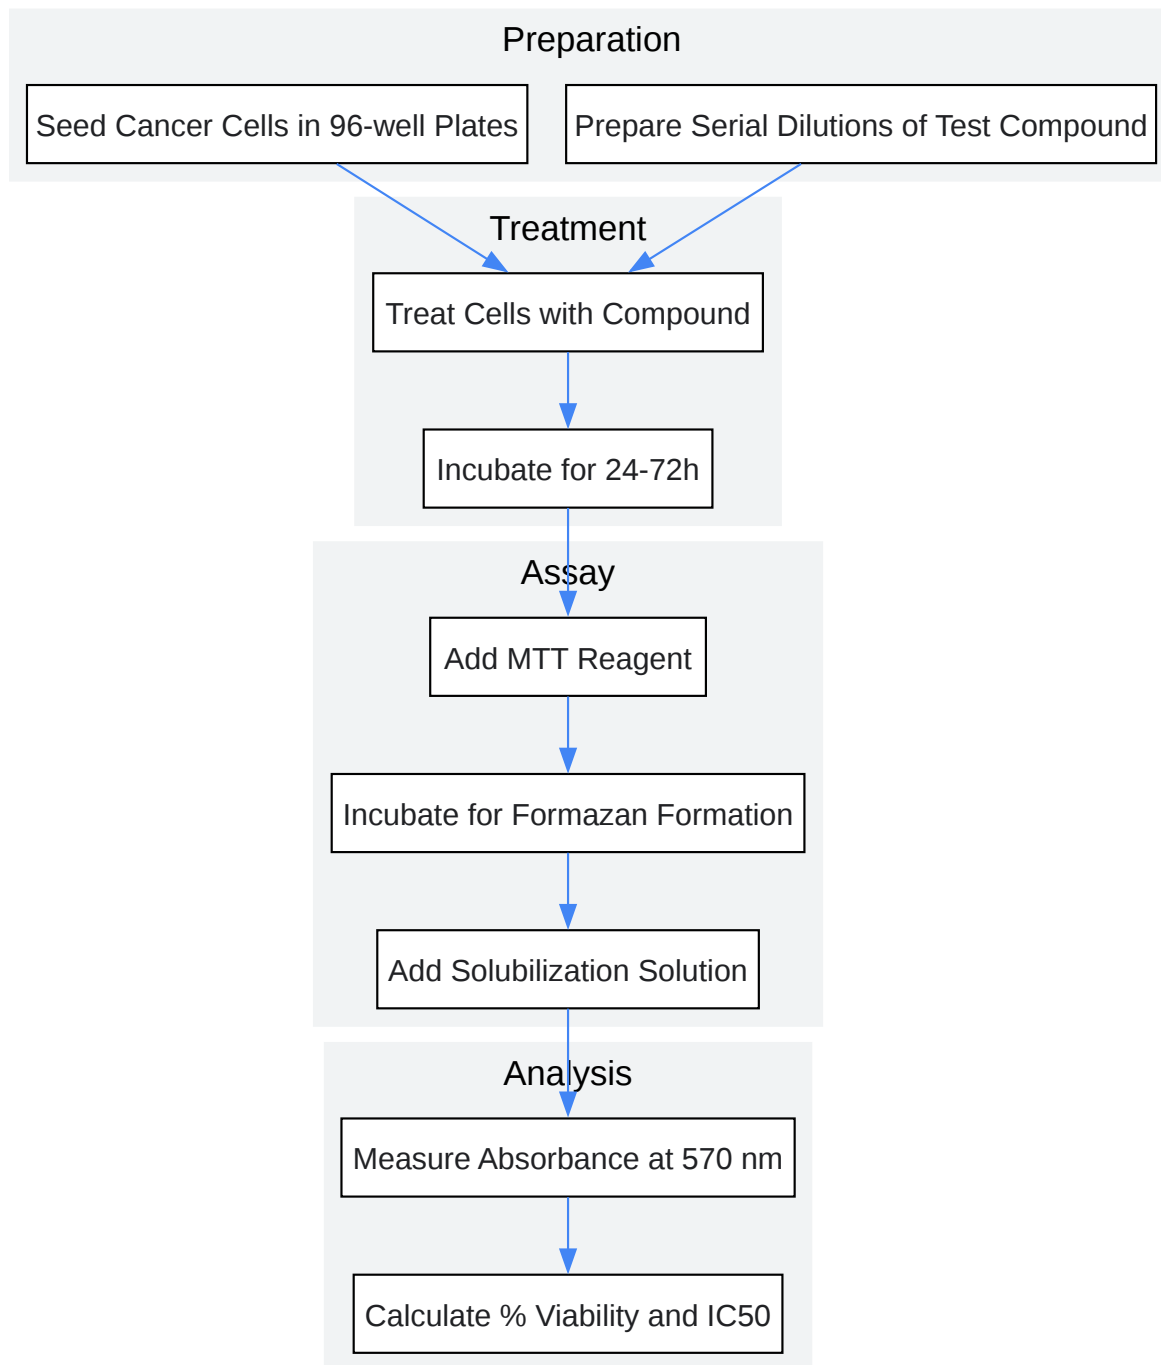 Preparation
Seed Cancer Cells in 96-well Plates
Prepare Serial Dilutions of Test Compound
Treatment
Treat Cells with Compound
Incubate for 24-72h
Assay
Add MTT Reagent
Incubate for Formazan Formation
Add Solubilization Solution
Analysis
Measure Absorbance at 570 nm
Calculate % Viability and IC50